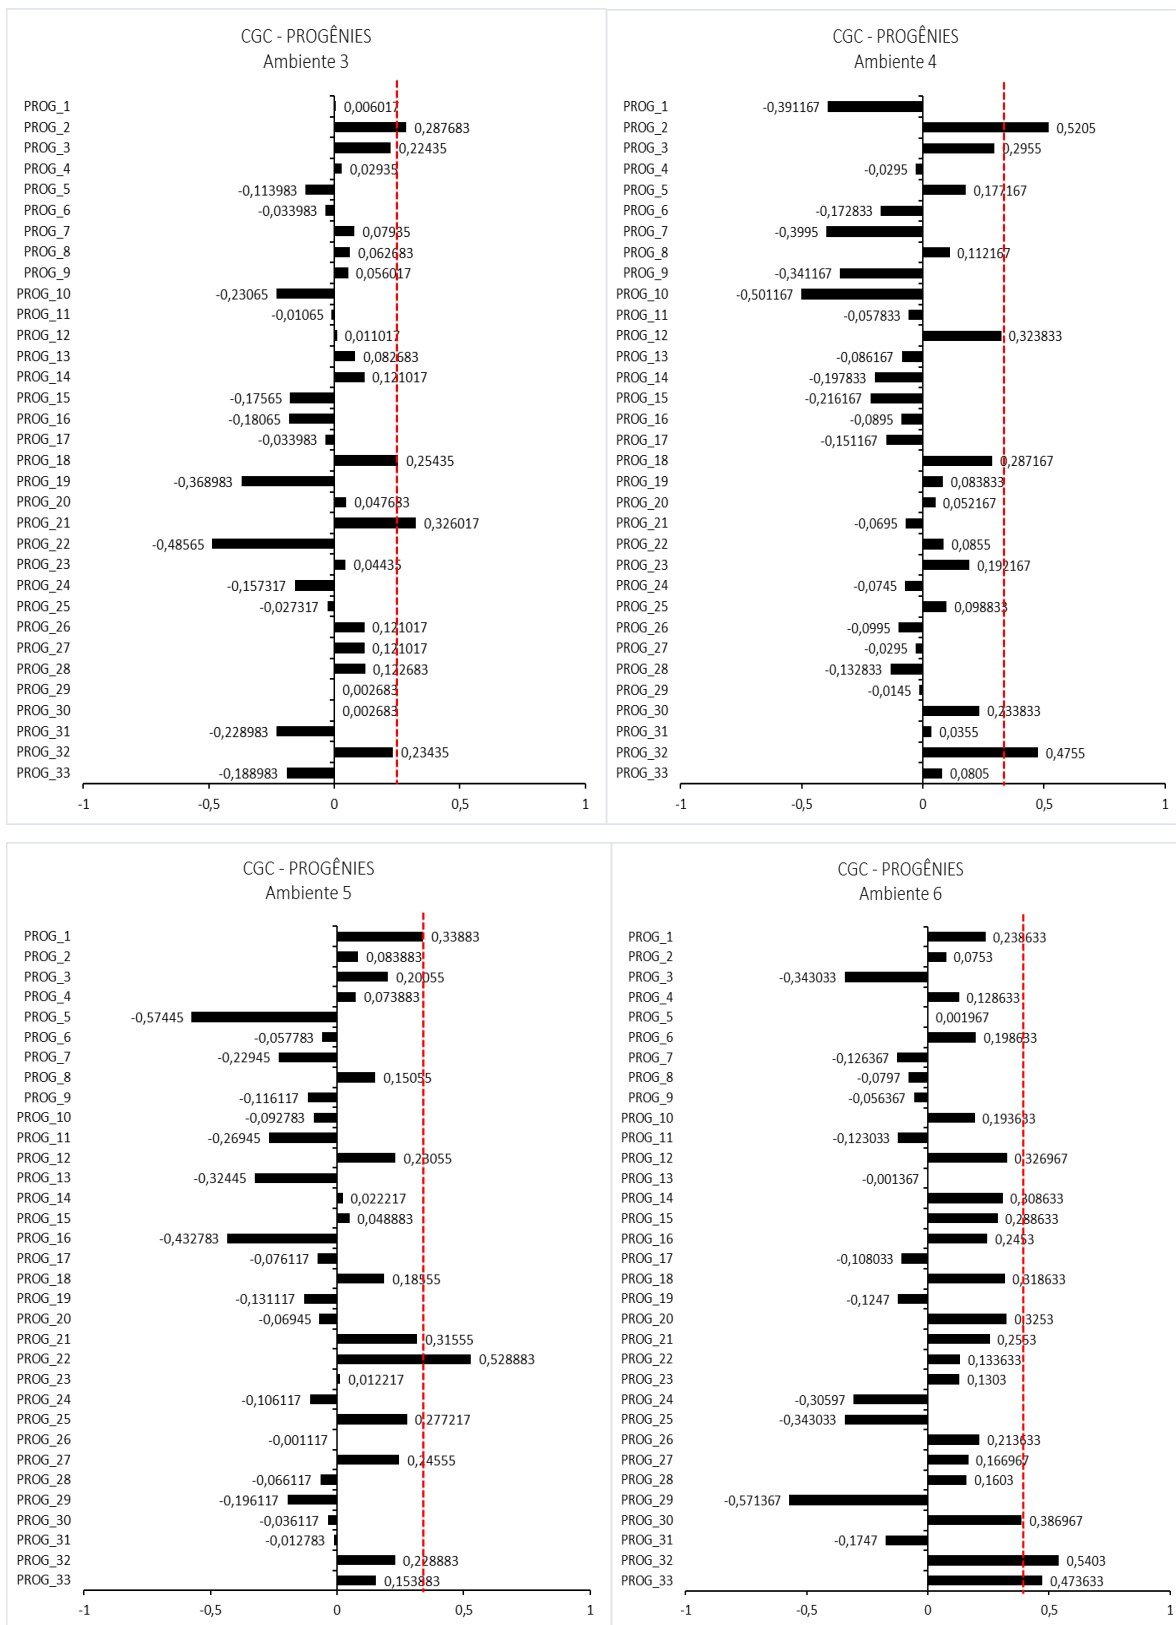 CGC - PROGÊNIES
Ambiente 3
PROG_1 0,006017
PROG_2 0,287683
PROG_3 0,22435
PROG_4 0,02935
PROG_5 -0,113983
PROG_6 -0,033983
PROG_7 0,07935
PROG_8 0,062683
PROG_9 0,056017
PROG_10 -0,23065
PROG_11 -0,01065
PROG_12 0,011017
PROG_13 0,082683
PROG_14 0,121017
PROG_15 -0,17565
PROG_16 -0,18065
PROG_17 -0,033983
PROG_18 0,25435
PROG_19 -0,368983
PROG_20 0,047683
PROG_21 0,326017
PROG_22 -0,48565
PROG_23 0,04435
PROG_24 -0,157317
PROG_25 -0,027317
PROG_26 0,121017
PROG_27 0,121017
PROG_28 0,122683
PROG_29 0,002683
PROG_30 0,002683
PROG_31 -0,228983
PROG_32 0,23435
PROG_33 -0,188983
-1 -0,5 0 0,5 1
CGC - PROGÊNIES
Ambiente 4
PROG_1 -0,391167
PROG_2 0,5205
PROG_3 0,2955
PROG_4 -0,0295
PROG_5 0,177167
PROG_6 -0,172833
PROG_7 -0,3995
PROG_8 0,112167
PROG_9 -0,341167
PROG_10 -0,501167
PROG_11 -0,057833
PROG_12 0,323833
PROG_13 -0,086167
PROG_14 -0,197833
PROG_15 -0,216167
PROG_16 -0,0895
PROG_17 -0,151167
PROG_18 0,287167
PROG_19 0,083833
PROG_20 0,052167
PROG_21 -0,0695
PROG_22 0,0855
PROG_23 0,192167
PROG_24 -0,0745
PROG_25 0,098833
PROG_26 -0,0995
PROG_27 -0,0295
PROG_28 -0,132833
PROG_29 -0,0145
PROG_30 0,233833
PROG_31 0,0355
PROG_32 0,4755
PROG_33 0,0805
-1 -0,5 0 0,5 1
CGC - PROGÊNIES
Ambiente 5
PROG_1 0,33883
PROG_2 0,083883
PROG_3 0,20055
PROG_4 0,073883
PROG_5 -0,57445
PROG_6 -0,057783
PROG_7 -0,22945
PROG_8 0,15055
PROG_9 -0,116117
PROG_10 -0,092783
PROG_11 -0,26945
PROG_12 0,23055
PROG_13 -0,32445
PROG_14 0,022217
PROG_15 0,048883
PROG_16 -0,432783
PROG_17 -0,076117
PROG_18 0,18555
PROG_19 -0,131117
PROG_20 -0,06945
PROG_21 0,31555
PROG_22 0,528883
PROG_23 0,012217
PROG_24 -0,106117
PROG_25 0,277217
PROG_26 -0,001117
PROG_27 0,24555
PROG_28 -0,066117
PROG_29 -0,196117
PROG_30 -0,036117
PROG_31 -0,012783
PROG_32 0,228883
PROG_33 0,153883
-1 -0,5 0 0,5 1
CGC - PROGÊNIES
Ambiente 6
PROG_1 0,238633
PROG_2 0,0753
PROG_3 -0,343033
PROG_4 0,128633
PROG_5 0,001967
PROG_6 0,198633
PROG_7 -0,126367
PROG_8 -0,0797
PROG_9 -0,056367
PROG_10 0,193633
PROG_11 -0,123033
PROG_12 0,326967
PROG_13 -0,001367
PROG_14 0,308633
PROG_15 0,288633
PROG_16 0,2453
PROG_17 -0,108033
PROG_18 0,318633
PROG_19 -0,1247
PROG_20 0,3253
PROG_21 0,2553
PROG_22 0,133633
PROG_23 0,1303
PROG_24 -0,30597
PROG_25 -0,343033
PROG_26 0,213633
PROG_27 0,166967
PROG_28 0,1603
PROG_29 -0,571367
PROG_30 0,386967
PROG_31 -0,1747
PROG_32 0,5403
PROG_33 0,473633
-1 -0,5 0 0,5 1